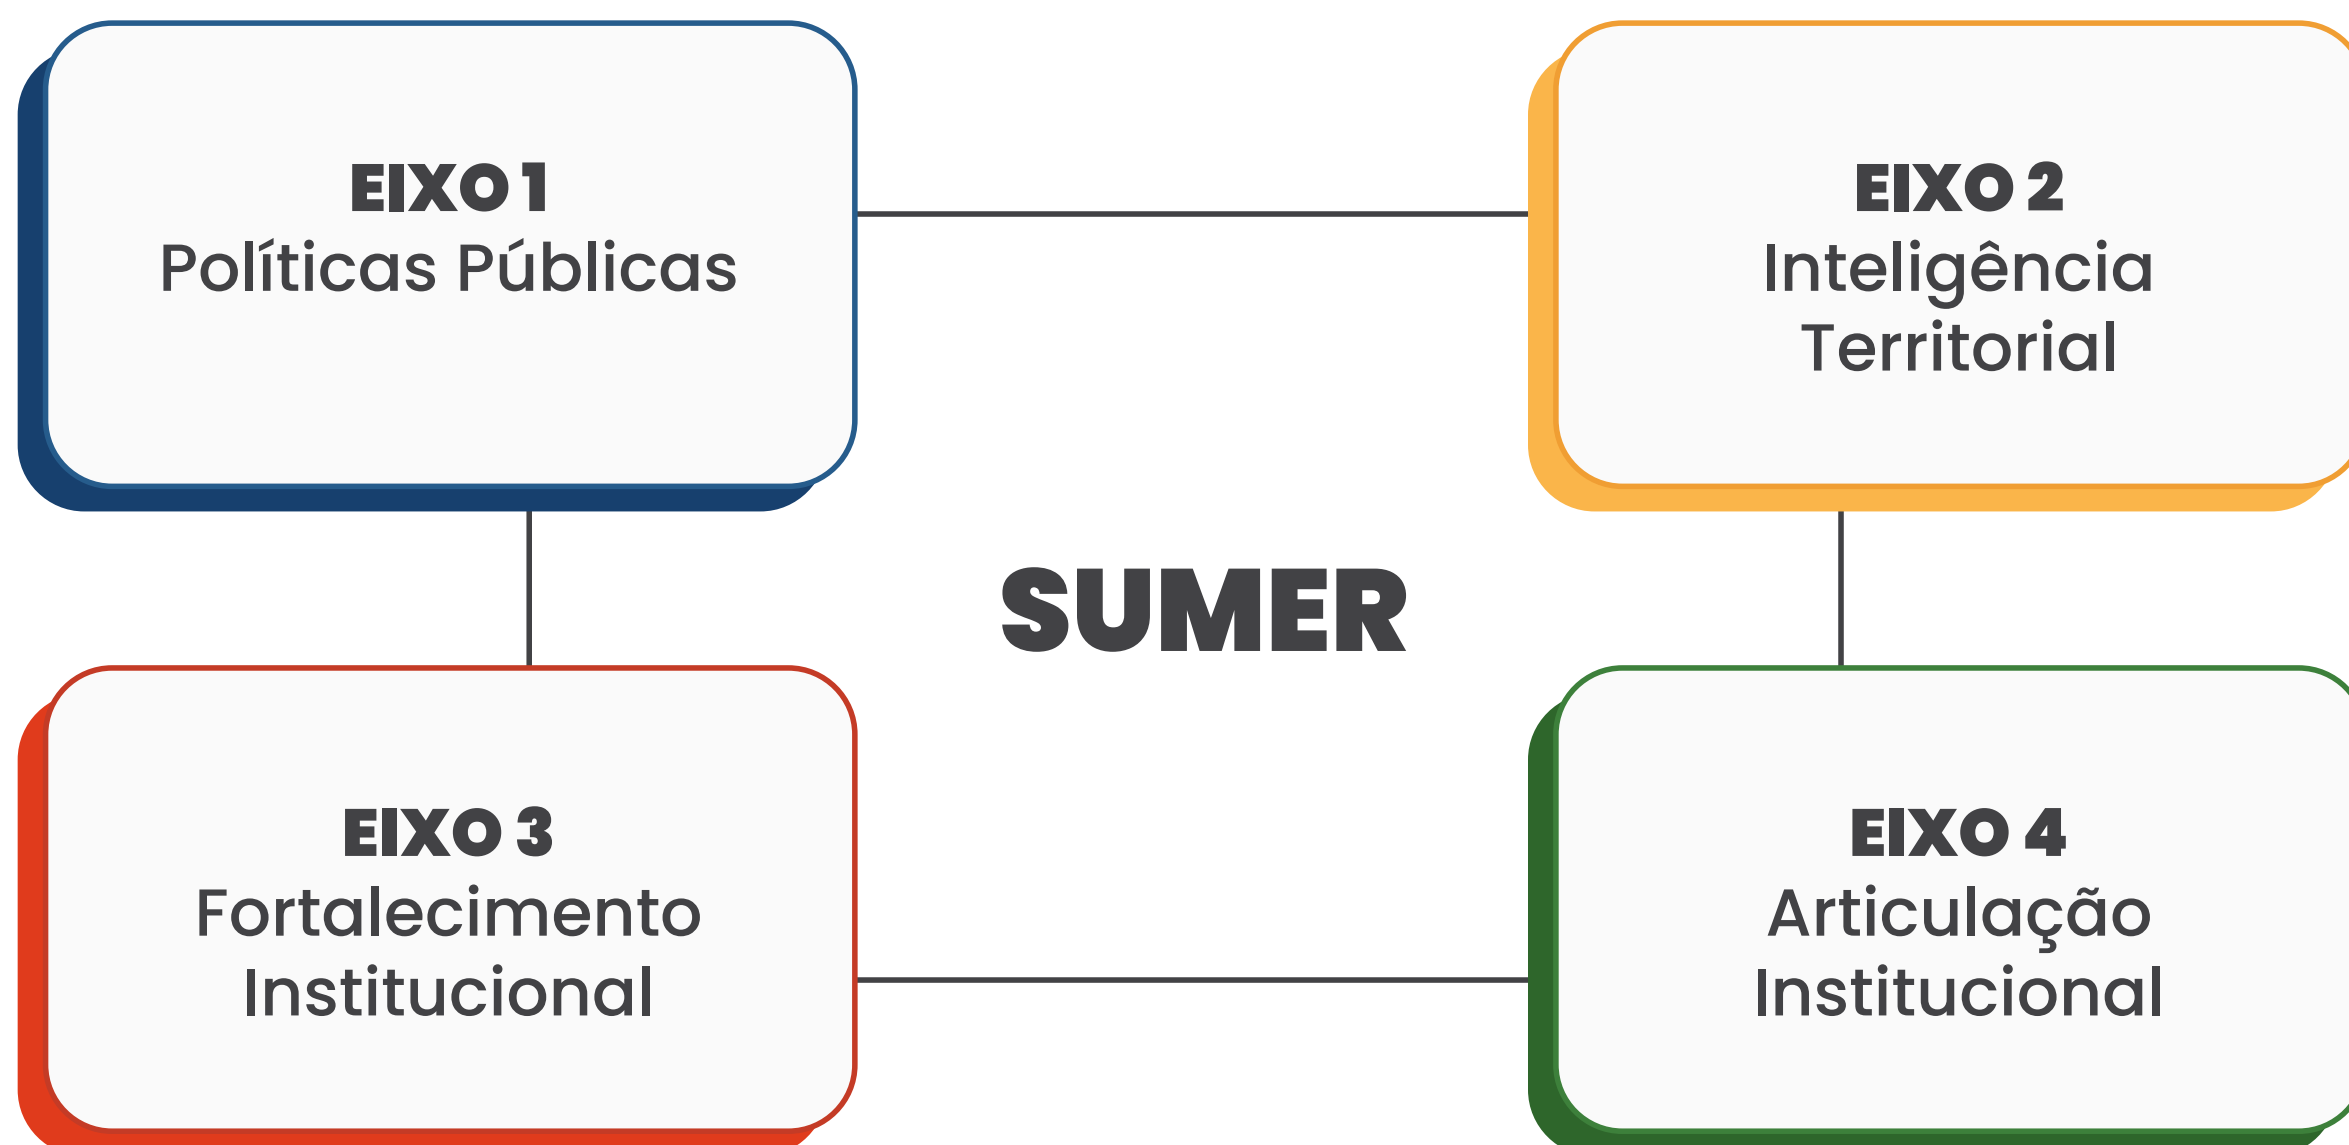 EIXO 1
Políticas Públicas
EIXO 2
Inteligência
Territorial
SUMER
EIXO 3
Fortalecimento
Institucional
EIXO 4
Articulação
Institucional